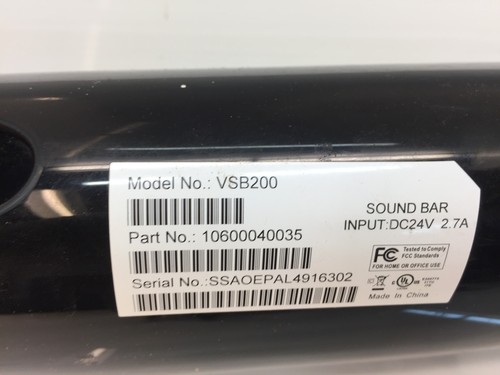 Model No.: VSB200
SOUND BAR
INPUT:DC24V 2.7A
Part No.: 10600040035
FC Tested to Comply
FCC Standards
FOR HOME OR OFFICE USE
Serial No.:SSAOEPAL4916302
Made In China